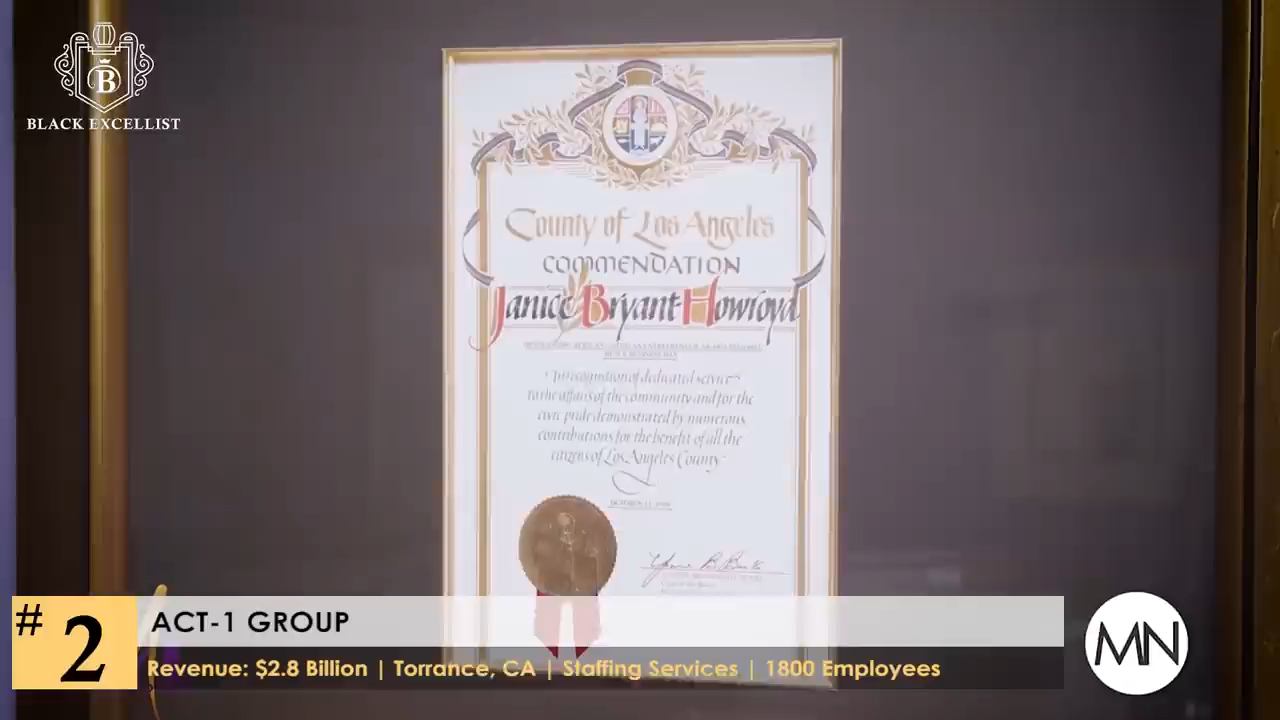 B
BLACK EXCELLIST
County of Los Angeles
COMMENDATION
Janice Bryant-Howroyd
In recognition of dedicated service
to the affairs of the community and for the
civic pride demonstrated by numerous
contributions for the benefit of all the
citizens of Los Angeles County
# 2
ACT-1 GROUP
Revenue: $2.8 Billion | Torrance, CA | Staffing Services | 1800 Employees
MN